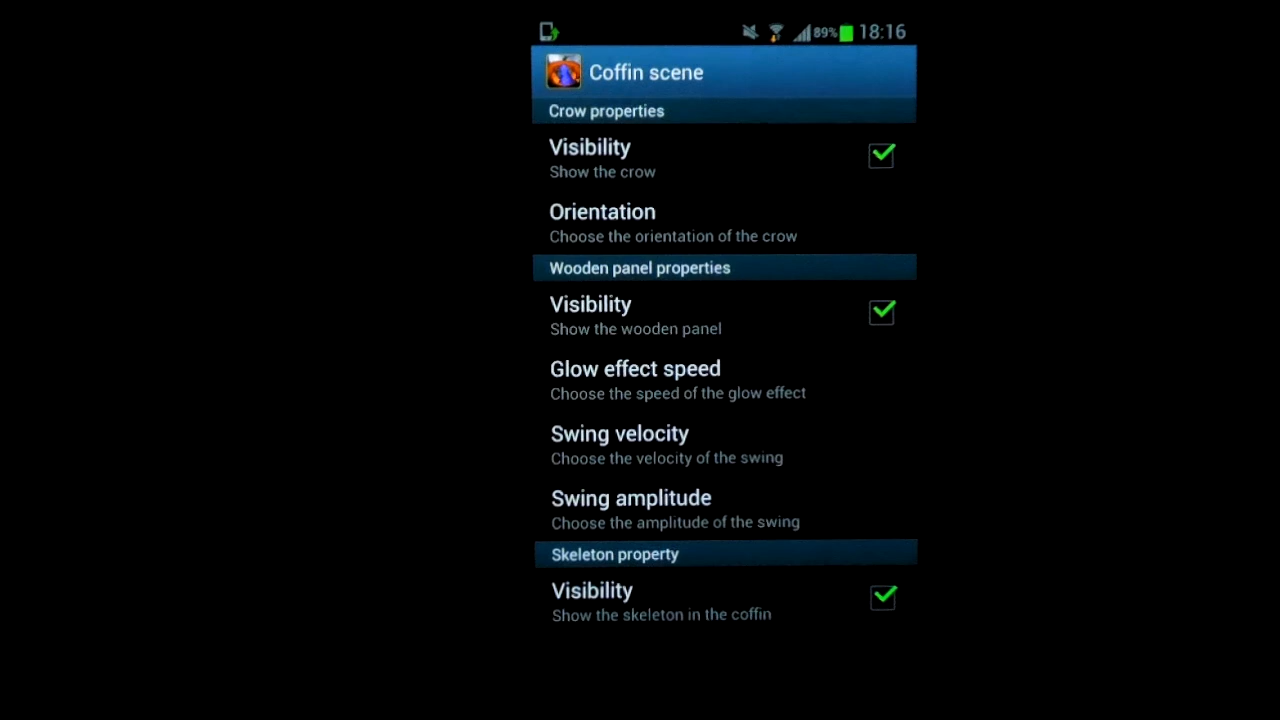 89% 18:16
Coffin scene
Crow properties
Visibility
Show the crow
Orientation
Choose the orientation of the crow
Wooden panel properties
Visibility
Show the wooden panel
Glow effect speed
Choose the speed of the glow effect
Swing velocity
Choose the velocity of the swing
Swing amplitude
Choose the amplitude of the swing
Skeleton property
Visibility
Show the skeleton in the coffin